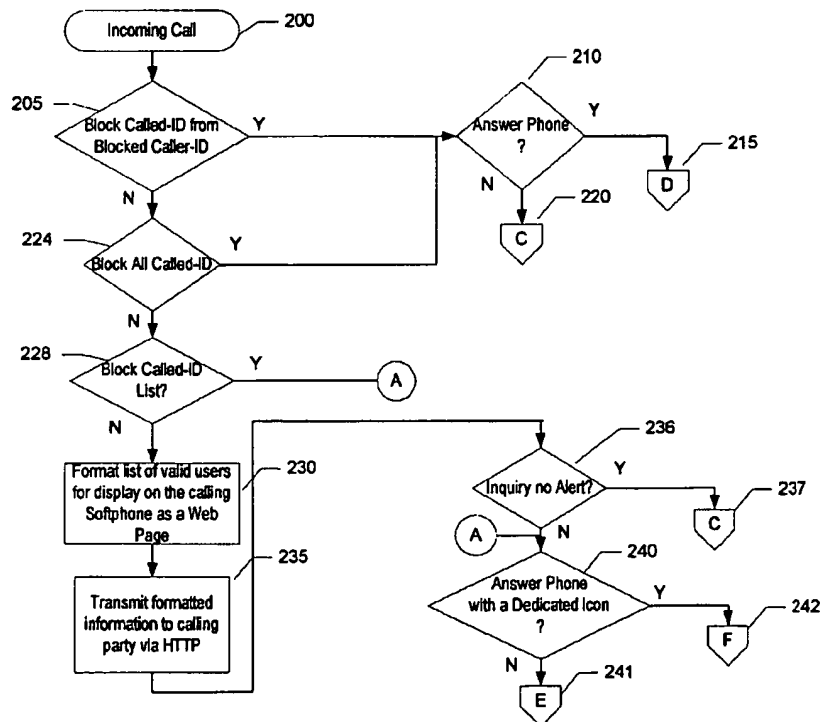 Incoming Call
200
205
Block Called-ID from
Blocked Caller-ID
Y
N
210
Answer Phone
?
Y
N
215
D
220
C
224
Block All Called-ID
Y
N
228
Block Called-ID
List?
Y
A
N
Format list of valid users
for display on the calling
Softphone as a Web
Page
230
235
Transmit formatted
information to calling
party via HTTP
236
Inquiry no Alert?
Y
N
C
237
A
240
Answer Phone
with a Dedicated Icon
?
Y
N
F
242
E
241